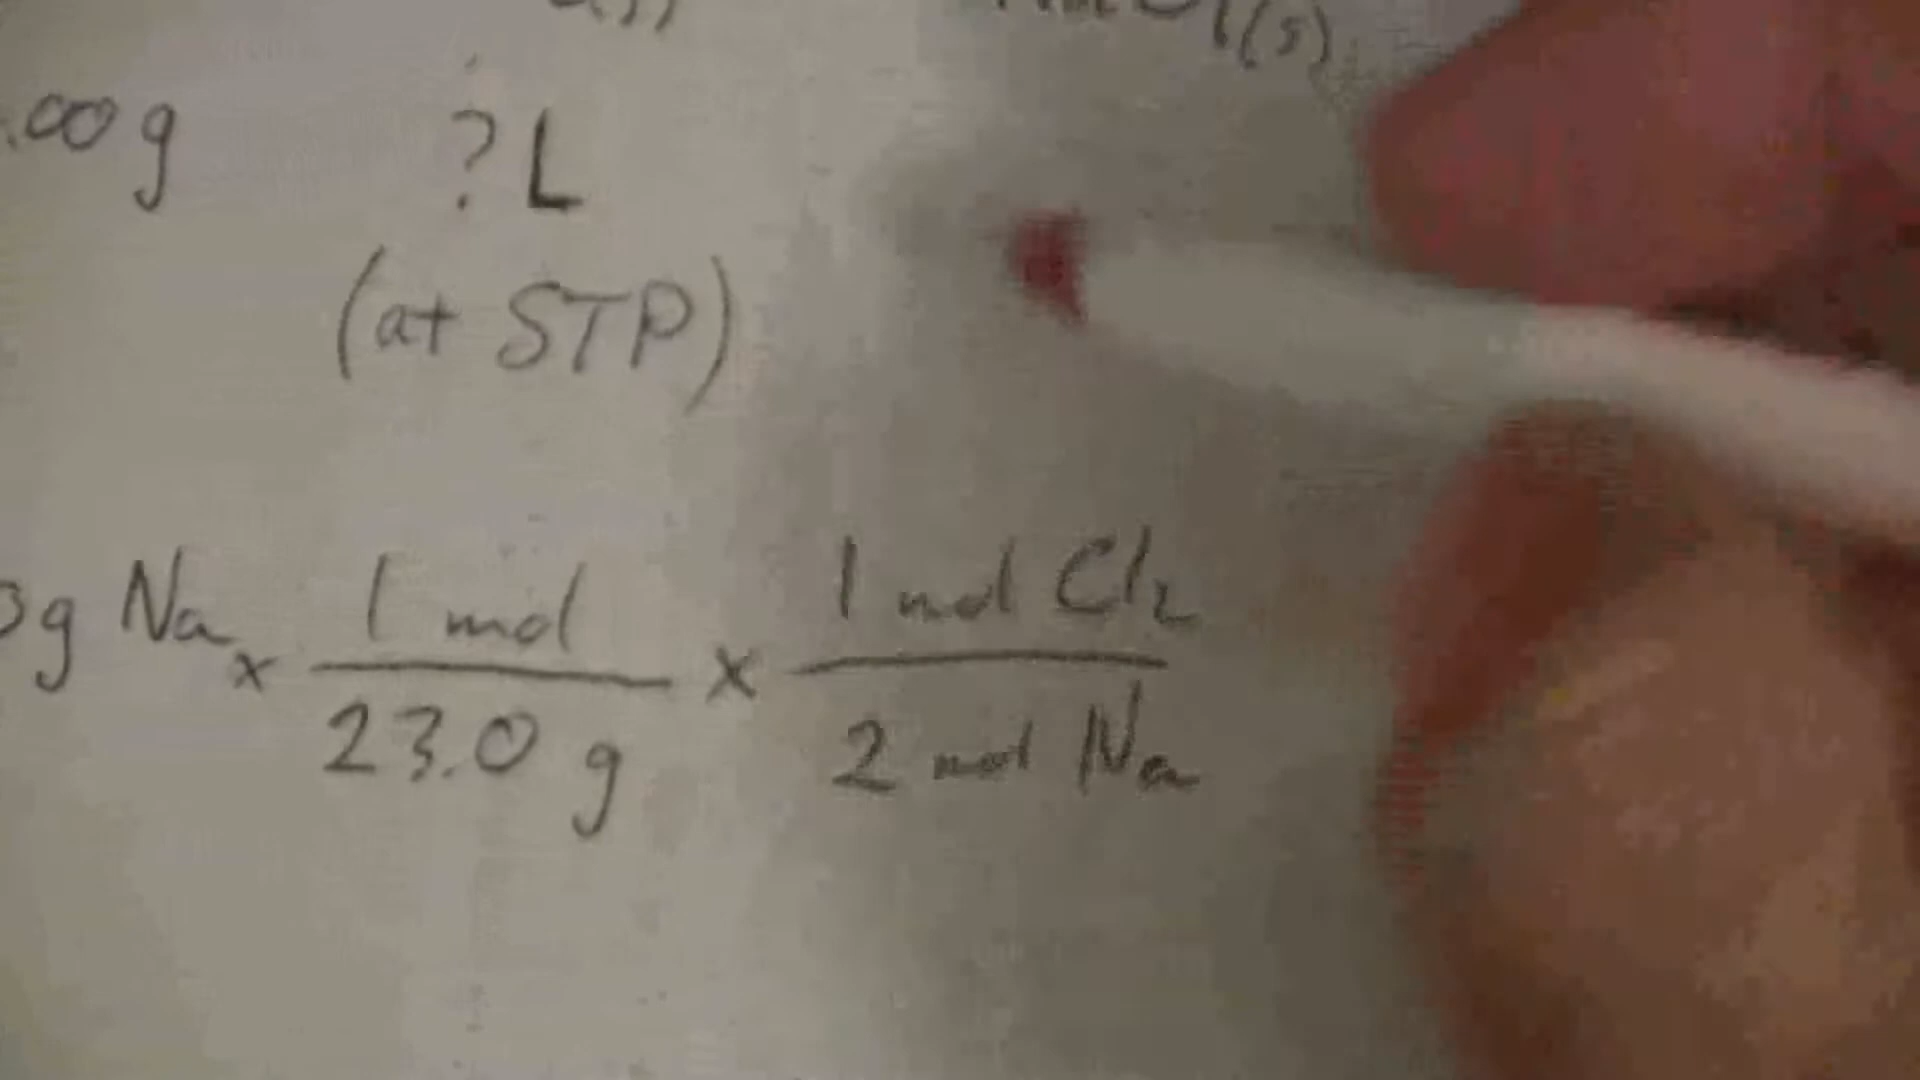 (s)
.00 g ? L
(at STP)
g Na x 1 mol / 23.0 g x 1 mol Cl₂ / 2 mol Na